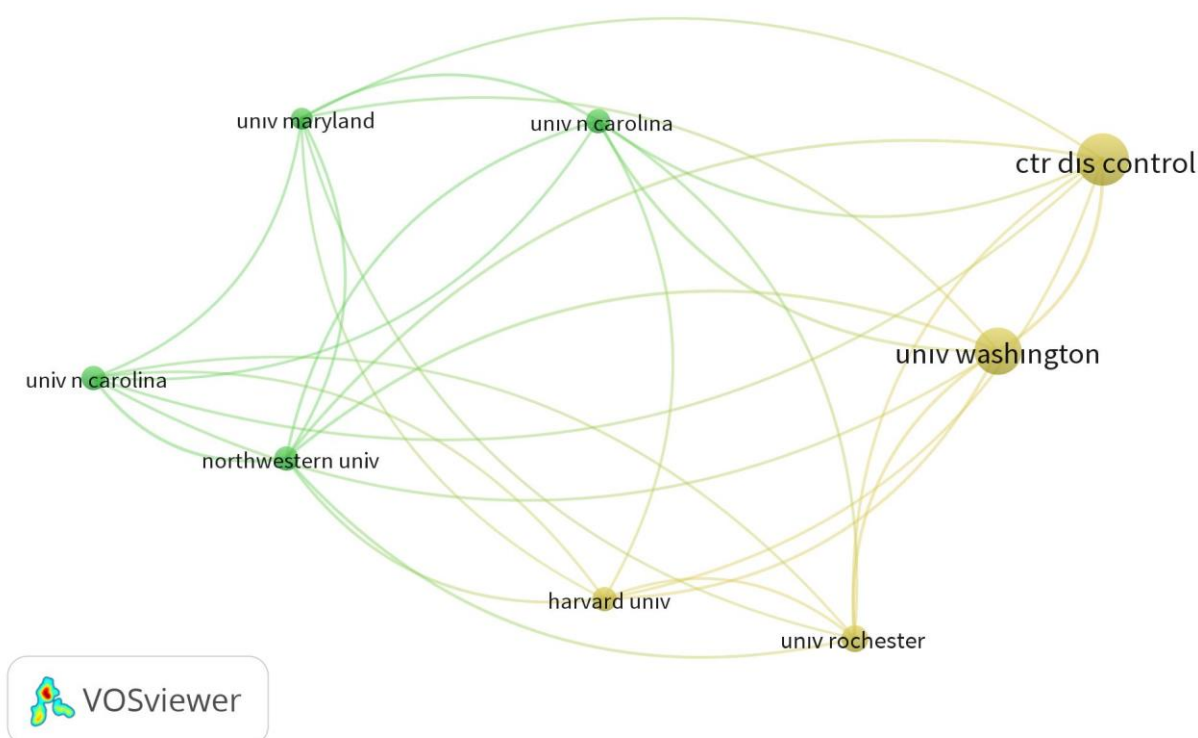 univ maryland
univ n carolina
ctr dis control
univ washington
univ n carolina
northwestern univ
harvard univ
univ rochester
VOSviewer